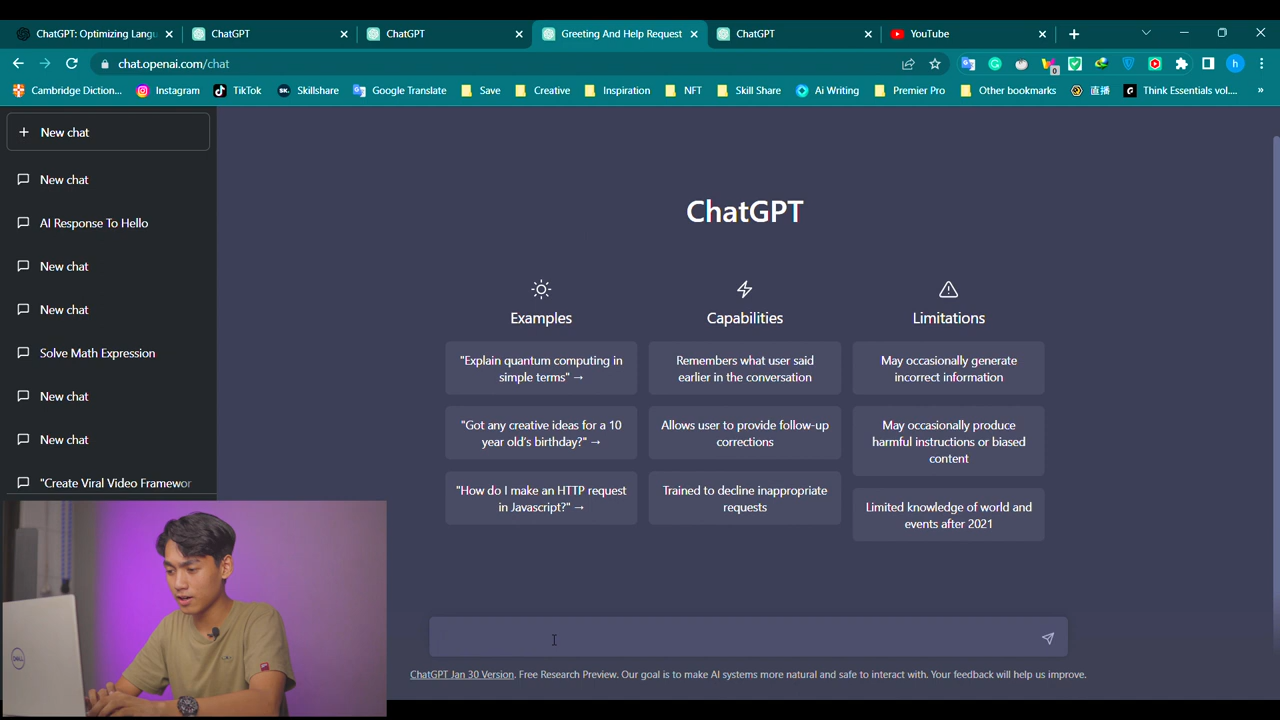 ChatGPT: Optimizing Langu
ChatGPT
ChatGPT
Greeting And Help Request
ChatGPT
YouTube
chat.openai.com/chat
0
h
Cambridge Diction...
Instagram
TikTok
SK.
Skillshare
Google Translate
Save
Creative
Inspiration
NFT
Skill Share
Ai Writing
Premier Pro
Other bookmarks
直播
Think Essentials vol....
New chat
New chat
AI Response To Hello
New chat
New chat
Solve Math Expression
New chat
New chat
"Create Viral Video Framewor
ChatGPT
Examples
Capabilities
Limitations
"Explain quantum computing in
simple terms" →
Remembers what user said
earlier in the conversation
May occasionally generate
incorrect information
"Got any creative ideas for a 10
year old's birthday?" →
Allows user to provide follow-up
corrections
May occasionally produce
harmful instructions or biased
content
"How do I make an HTTP request
in Javascript?" →
Trained to decline inappropriate
requests
Limited knowledge of world and
events after 2021
ChatGPT Jan 30 Version. Free Research Preview. Our goal is to make AI systems more natural and safe to interact with. Your feedback will help us improve.
DELL